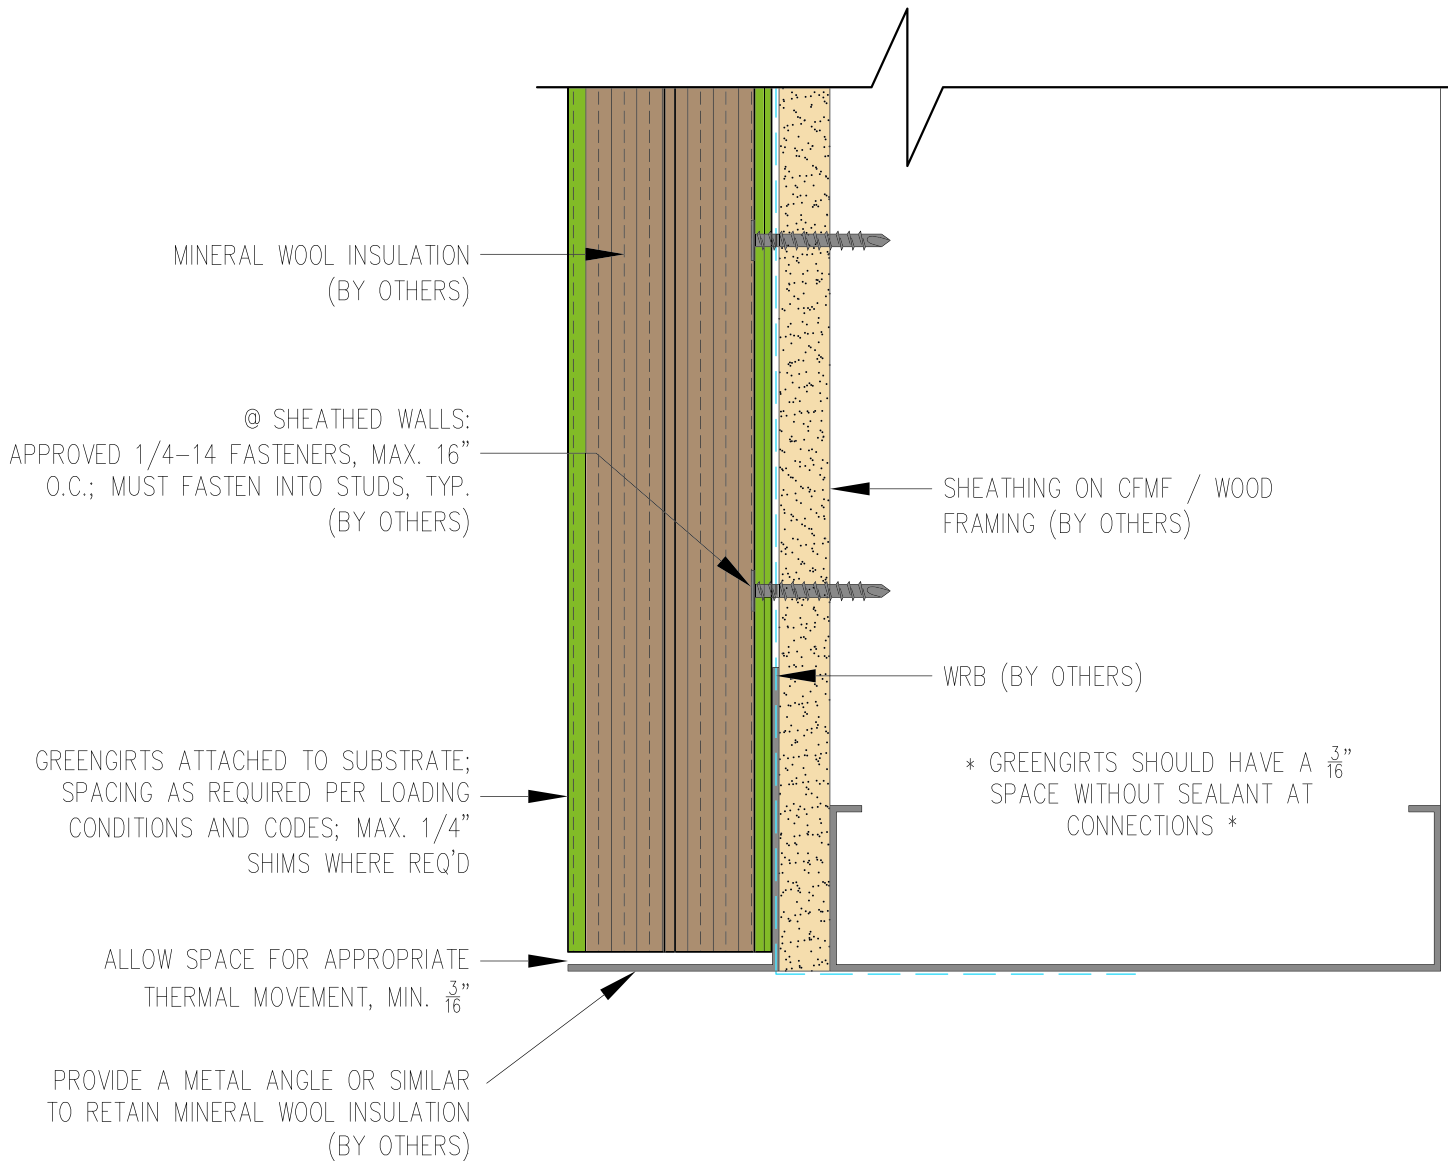 MINERAL WOOL INSULATION
(BY OTHERS)
@ SHEATHED WALLS:
APPROVED 1/4-14 FASTENERS, MAX. 16"
O.C.; MUST FASTEN INTO STUDS, TYP.
(BY OTHERS)
SHEATHING ON CFMF / WOOD
FRAMING (BY OTHERS)
WRB (BY OTHERS)
GREENGIRTS ATTACHED TO SUBSTRATE;
SPACING AS REQUIRED PER LOADING
CONDITIONS AND CODES; MAX. 1/4"
SHIMS WHERE REQ'D
* GREENGIRTS SHOULD HAVE A 3/16"
SPACE WITHOUT SEALANT AT
CONNECTIONS *
ALLOW SPACE FOR APPROPRIATE
THERMAL MOVEMENT, MIN. 3/16"
PROVIDE A METAL ANGLE OR SIMILAR
TO RETAIN MINERAL WOOL INSULATION
(BY OTHERS)